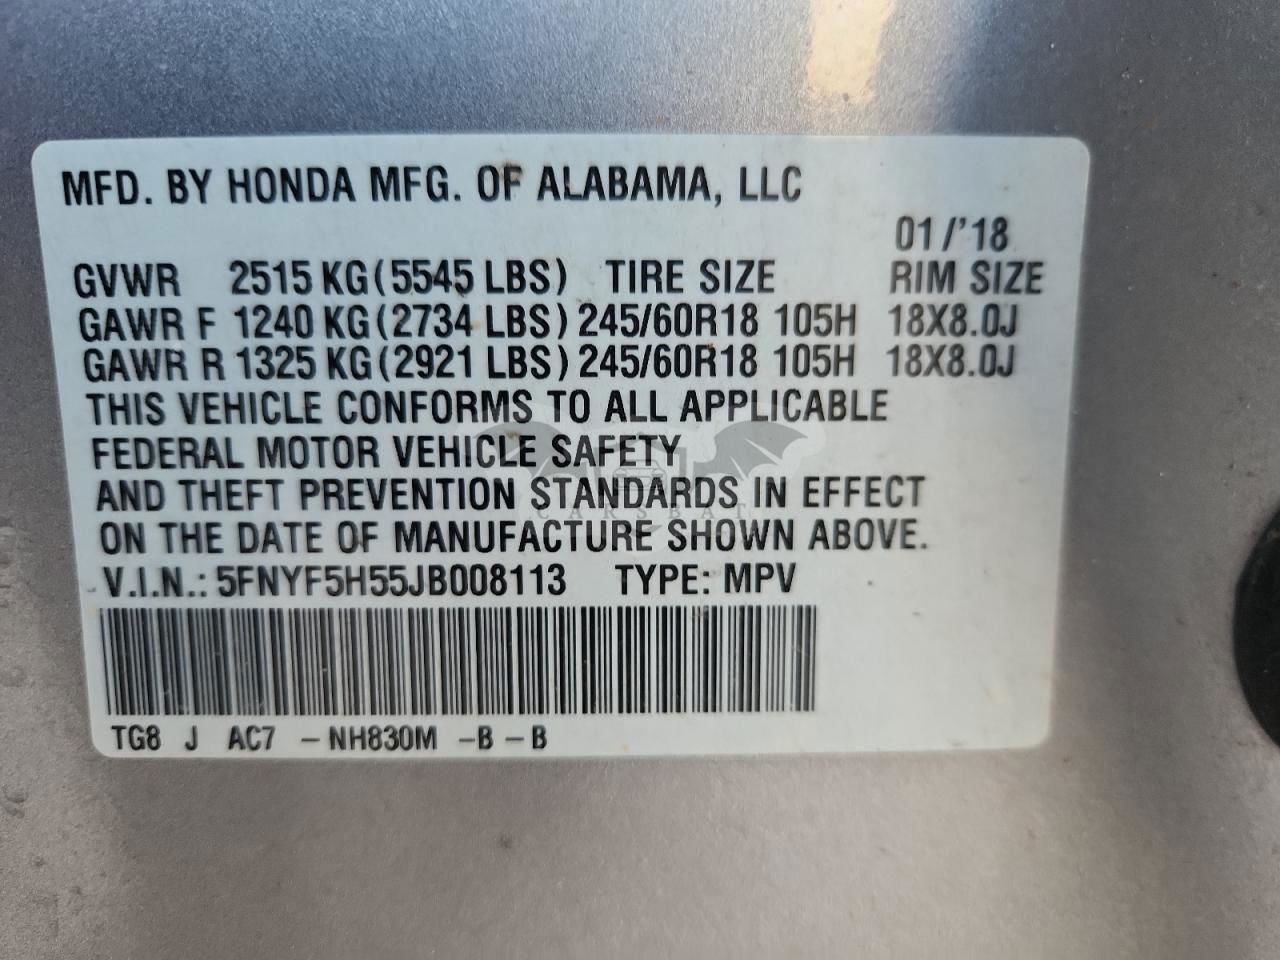 MFD. BY HONDA MFG. OF ALABAMA, LLC
01/'18
GVWR 2515 KG (5545 LBS) TIRE SIZE RIM SIZE
GAWR F 1240 KG (2734 LBS) 245/60R18 105H 18X8.0J
GAWR R 1325 KG (2921 LBS) 245/60R18 105H 18X8.0J
THIS VEHICLE CONFORMS TO ALL APPLICABLE
FEDERAL MOTOR VEHICLE SAFETY
AND THEFT PREVENTION STANDARDS IN EFFECT
CARSBAT
ON THE DATE OF MANUFACTURE SHOWN ABOVE.
V.I.N.: 5FNYF5H55JB008113 TYPE: MPV
TG8 J AC7 -NH830M -B -B